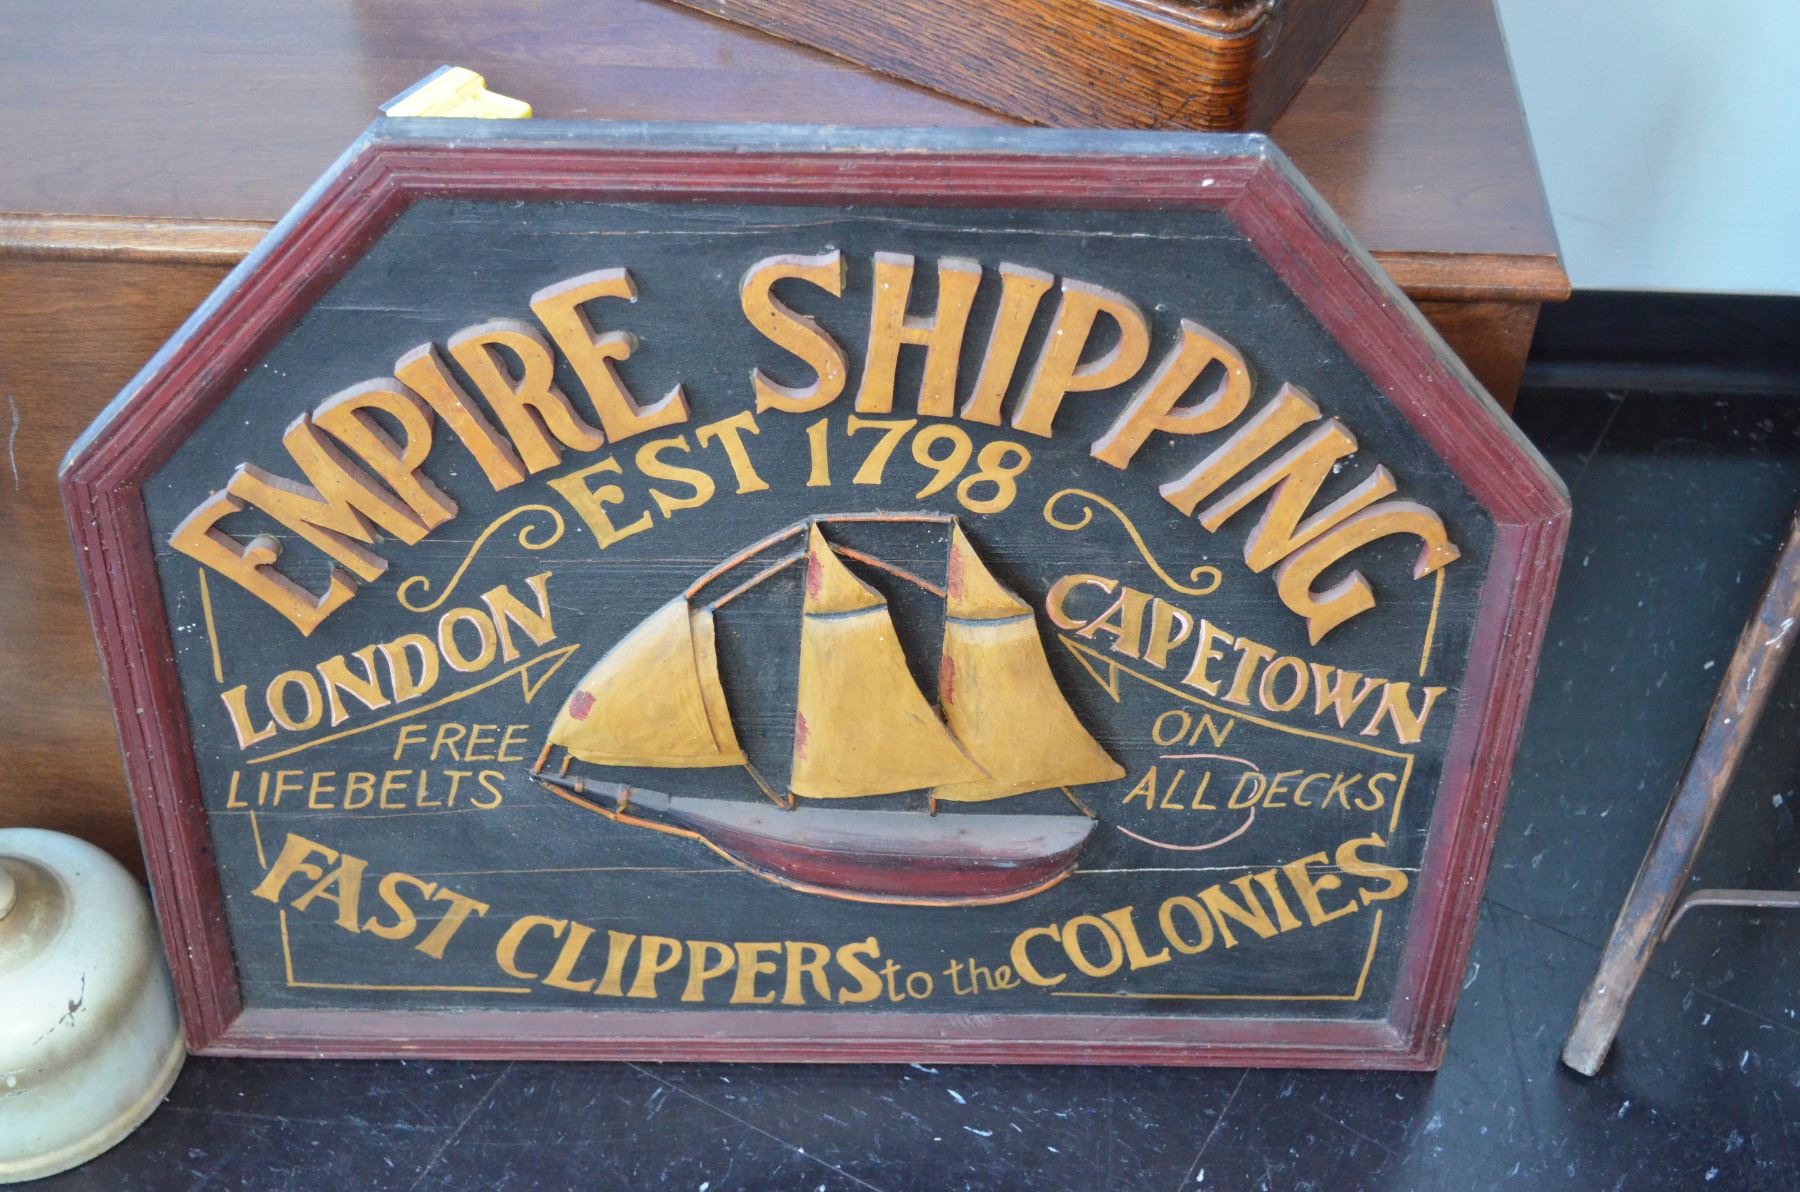 EMPIRE SHIPPING
EST 1798
LONDON
CAPETOWN
FREE
LIFEBELTS
ON
ALL DECKS
FAST CLIPPERS to the COLONIES